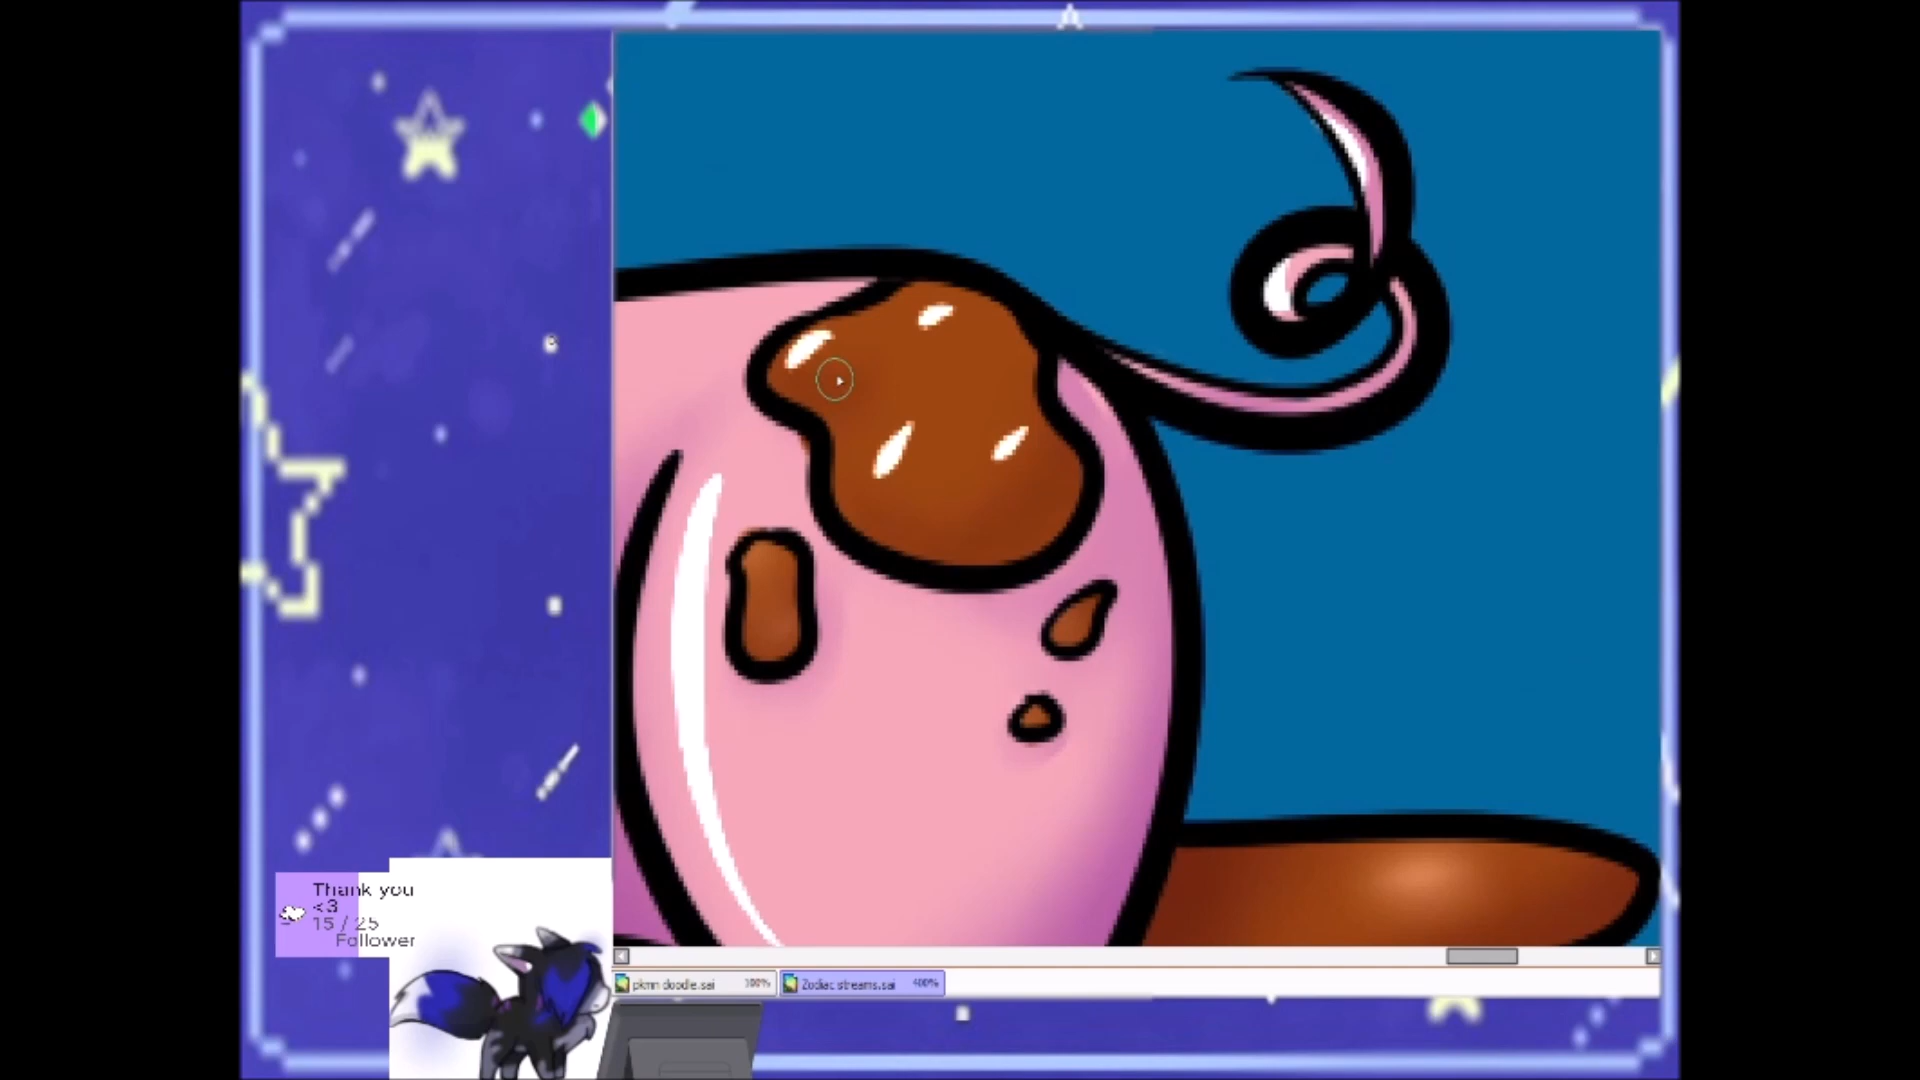 Thank you
<3
15 / 25
Follower
pkmn doodle.sai 100%
Zodiac streams.sai 400%